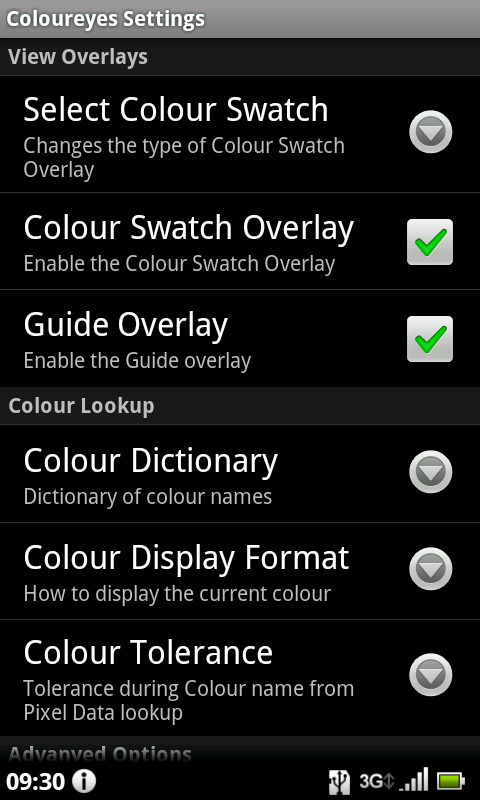 Coloureyes Settings
View Overlays
Select Colour Swatch
Changes the type of Colour Swatch
Overlay
Colour Swatch Overlay
Enable the Colour Swatch Overlay
Guide Overlay
Enable the Guide overlay
Colour Lookup
Colour Dictionary
Dictionary of colour names
Colour Display Format
How to display the current colour
Colour Tolerance
Tolerance during Colour name from
Pixel Data lookup
Advanved Options
09:30 3G